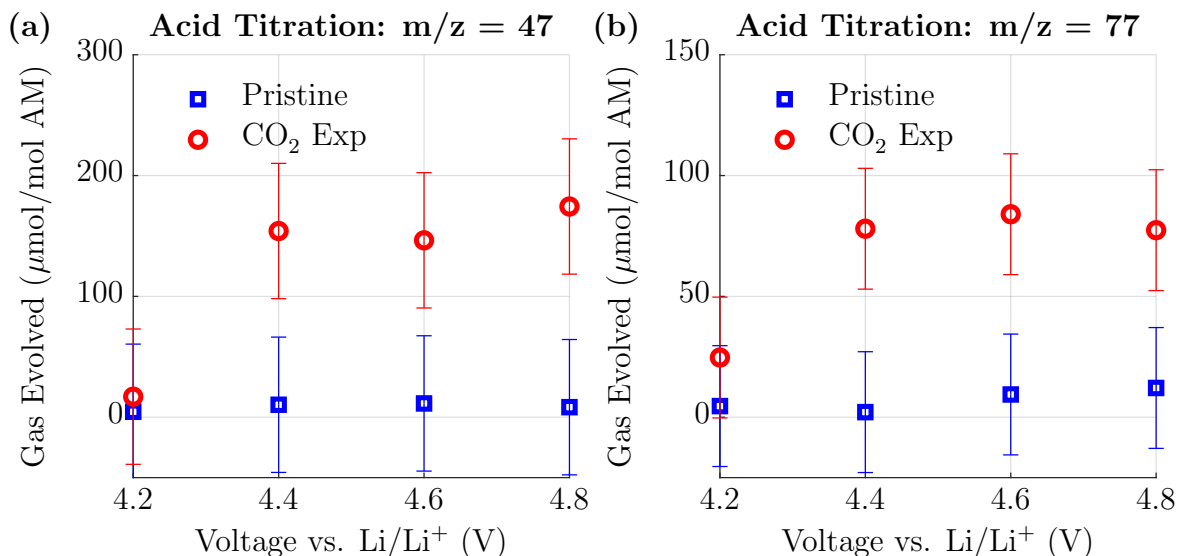 (a) Acid Titration: m/z = 47
300
200
100
0
Gas Evolved (μmol/mol AM)
Pristine
CO₂ Exp
4.2 4.4 4.6 4.8
Voltage vs. Li/Li⁺ (V)
(b) Acid Titration: m/z = 77
150
100
50
0
Gas Evolved (μmol/mol AM)
Pristine
CO₂ Exp
4.2 4.4 4.6 4.8
Voltage vs. Li/Li⁺ (V)